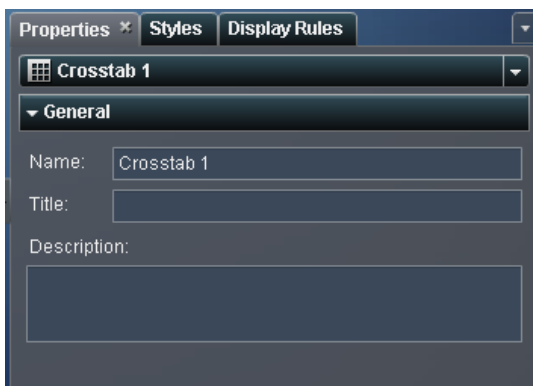 Properties Styles Display Rules
Crosstab 1
General
Name: Crosstab 1
Title:
Description: